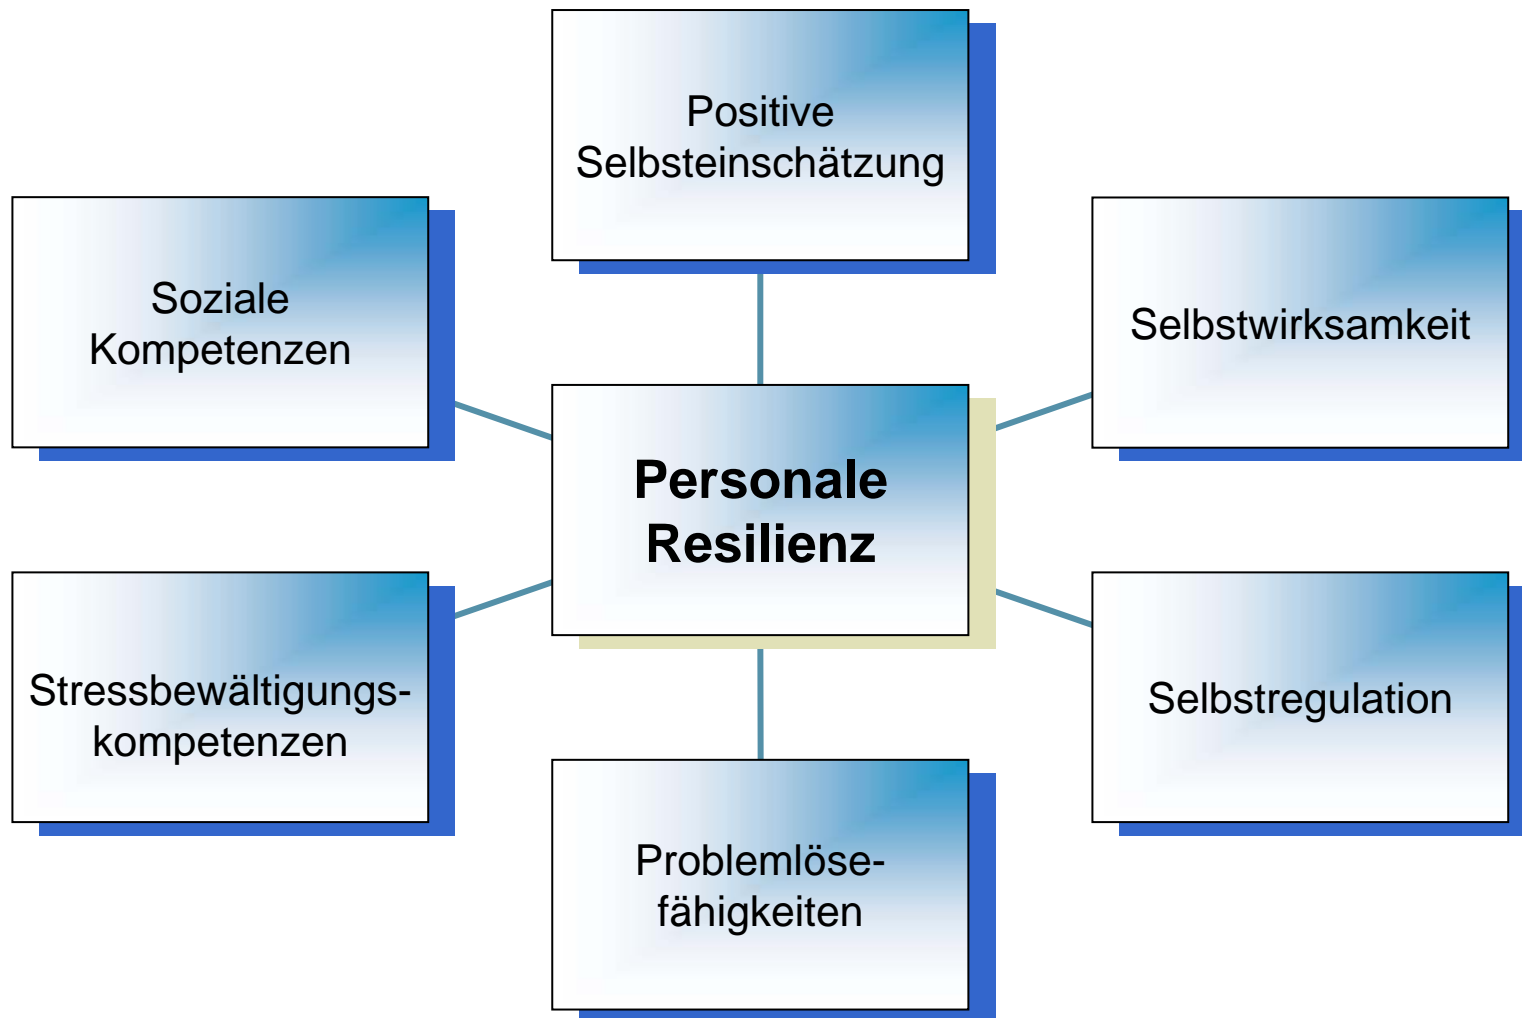 Positive
Selbsteinschätzung
Soziale
Kompetenzen
Selbstwirksamkeit
Personale
Resilienz
Stressbewältigungs-
kompetenzen
Selbstregulation
Problemlöse-
fähigkeiten